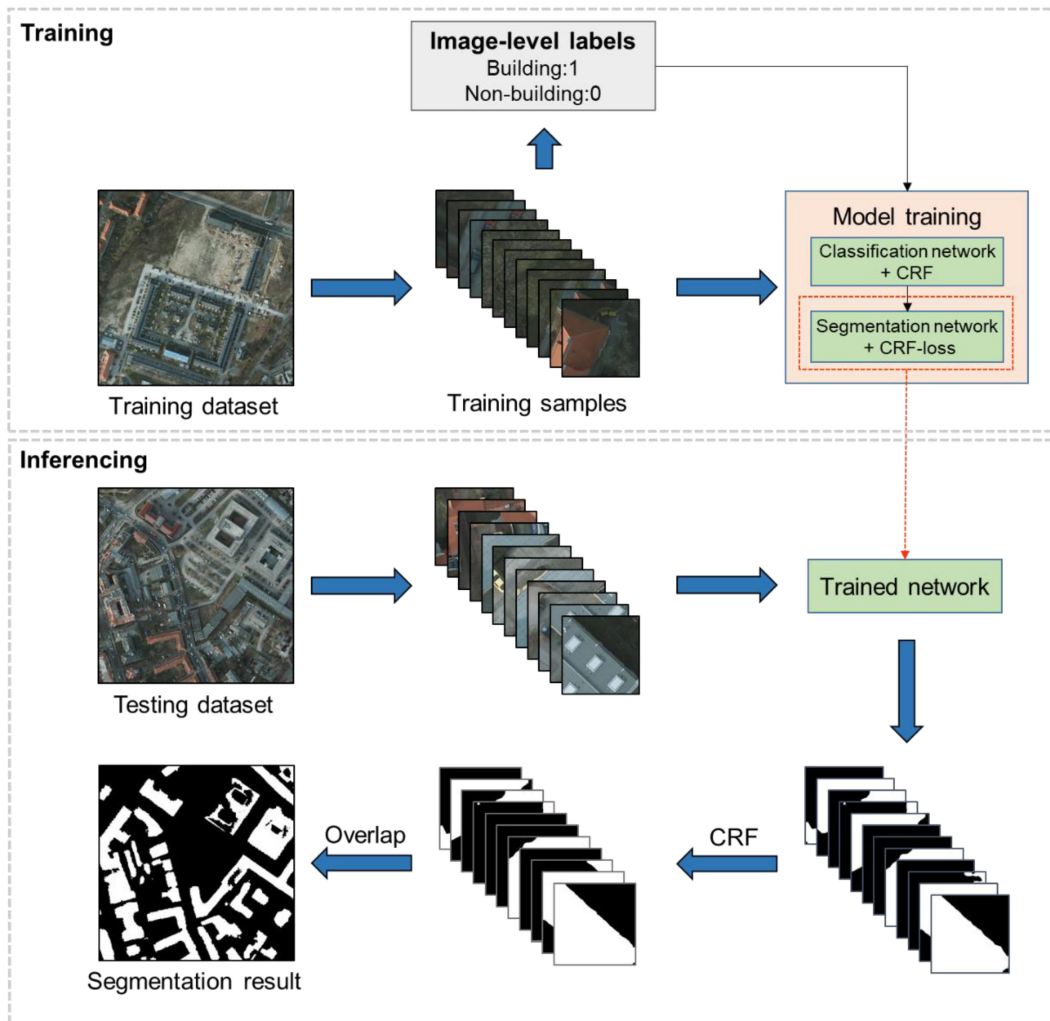 Training
Image-level labels
Building:1
Non-building:0
Model training
Classification network
+ CRF
Segmentation network
+ CRF-loss
Training dataset
Training samples
Inferencing
Trained network
Testing dataset
Overlap
CRF
Segmentation result